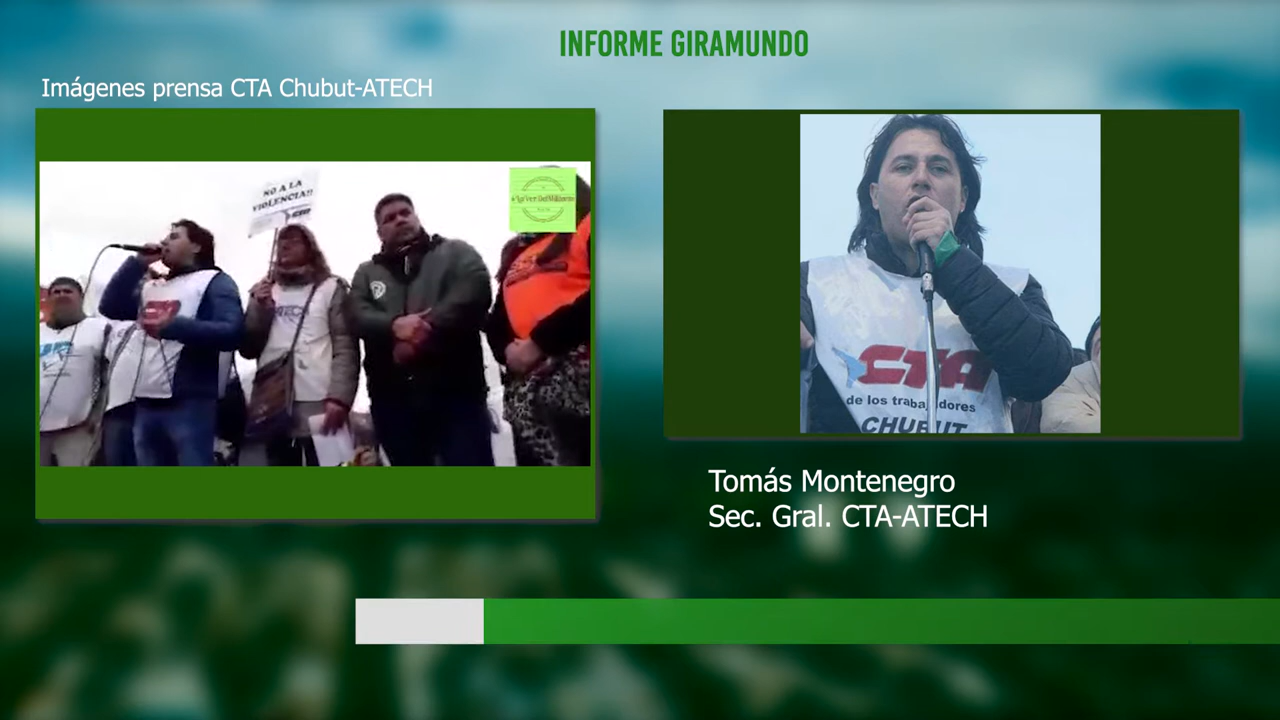 INFORME GIRAMUNDO
Imágenes prensa CTA Chubut-ATECH
NO A LA
VIOLENCIA!!
CTA
de los trabajadores
CHUBUT
Tomás Montenegro
Sec. Gral. CTA-ATECH